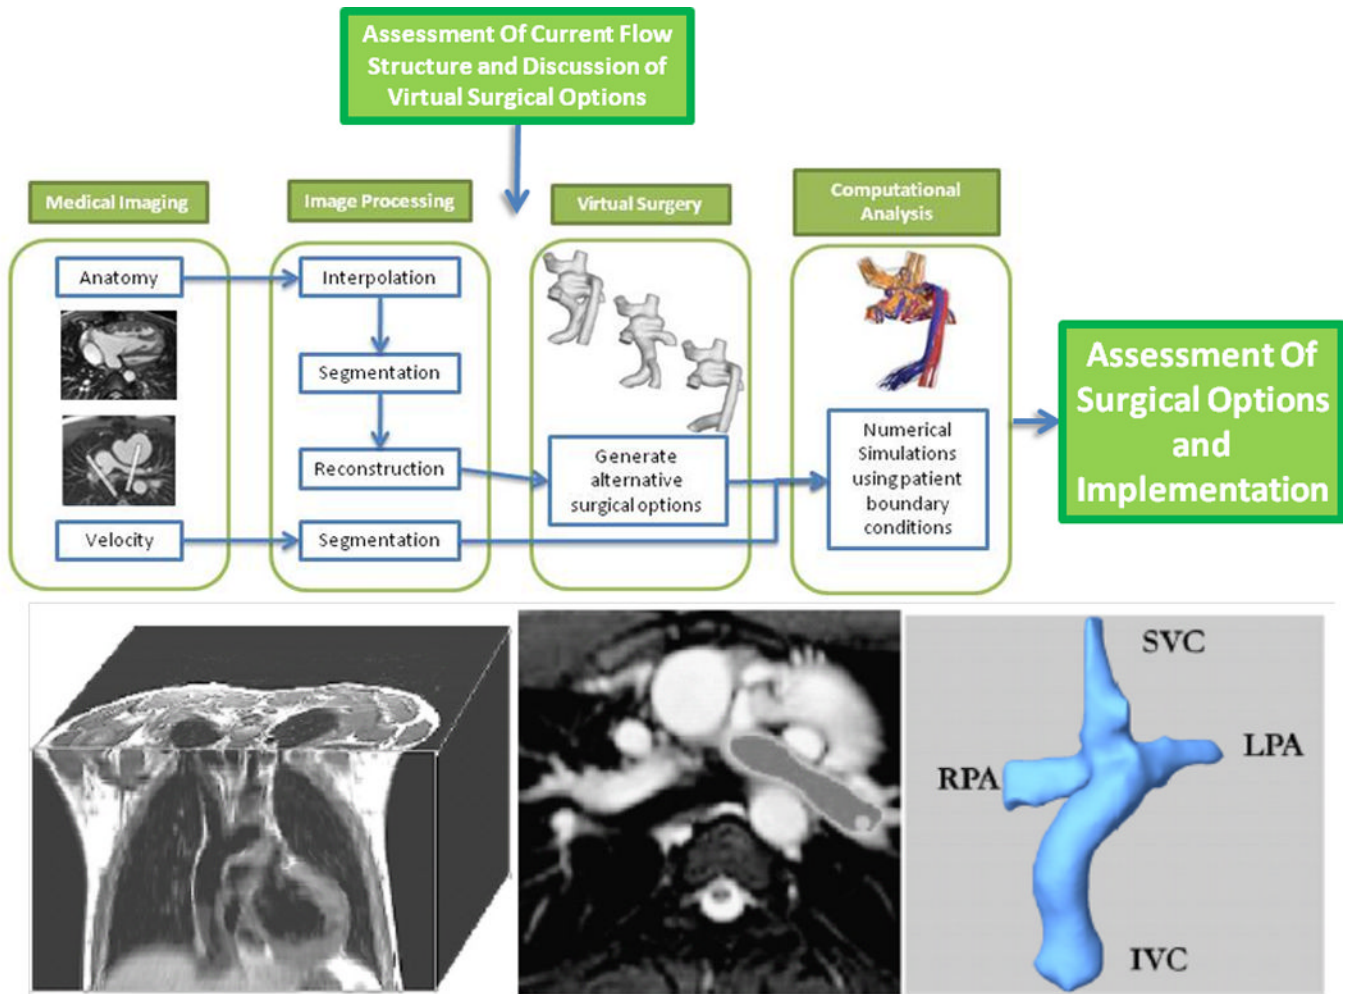 Assessment Of Current Flow
Structure and Discussion of
Virtual Surgical Options
Medical Imaging
Image Processing
Virtual Surgery
Computational
Analysis
Anatomy
Interpolation
Segmentation
Reconstruction
Velocity
Segmentation
Generate
alternative
surgical options
Numerical
Simulations
using patient
boundary
conditions
Assessment Of
Surgical Options
and
Implementation
SVC
LPA
RPA
IVC